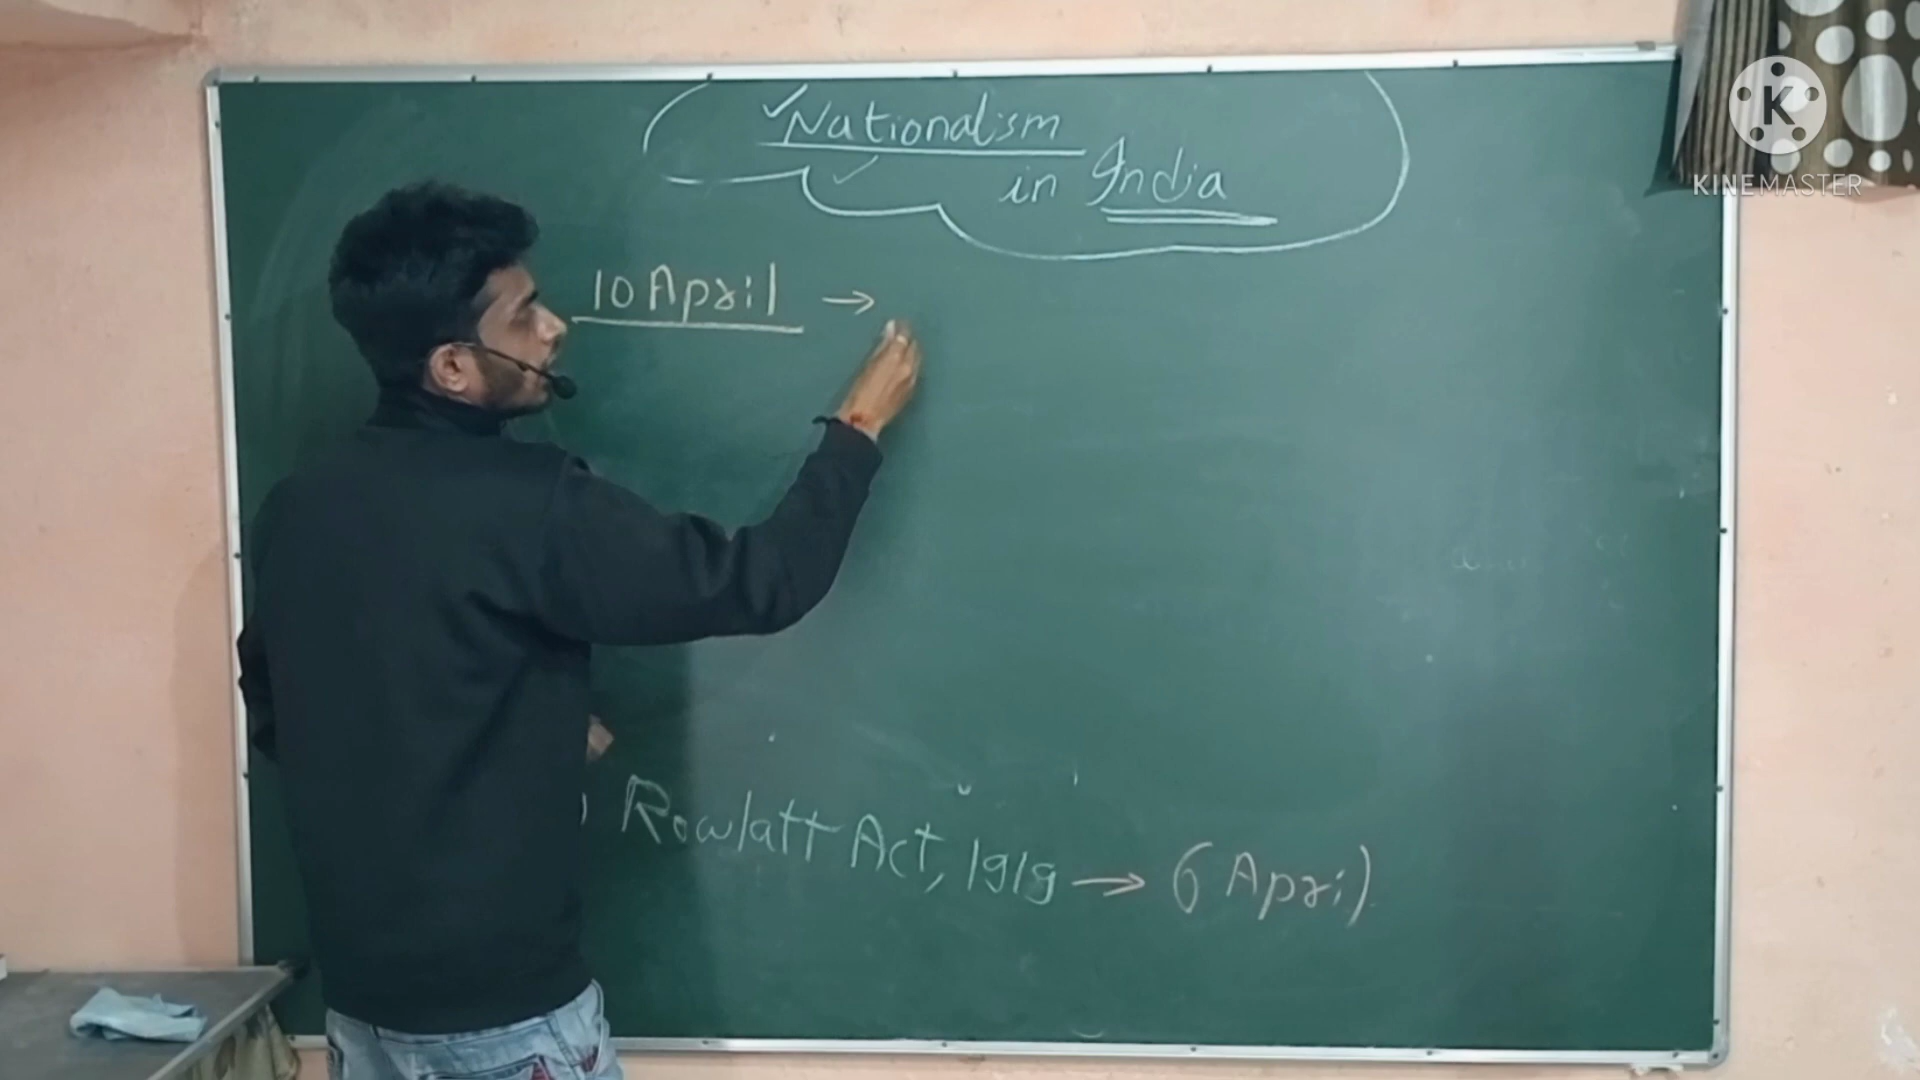 Nationalism
in India
10 April →
Rowlatt Act, 1919 → 6 April
K
KINEMASTER